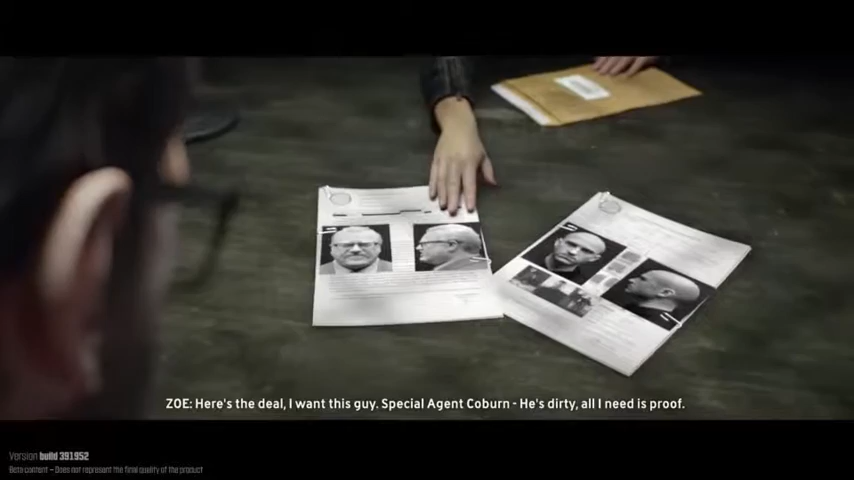 ZOE: Here's the deal, I want this guy. Special Agent Coburn - He's dirty, all I need is proof.
Version build 391952
Beta content - Does not represent the final quality of the product